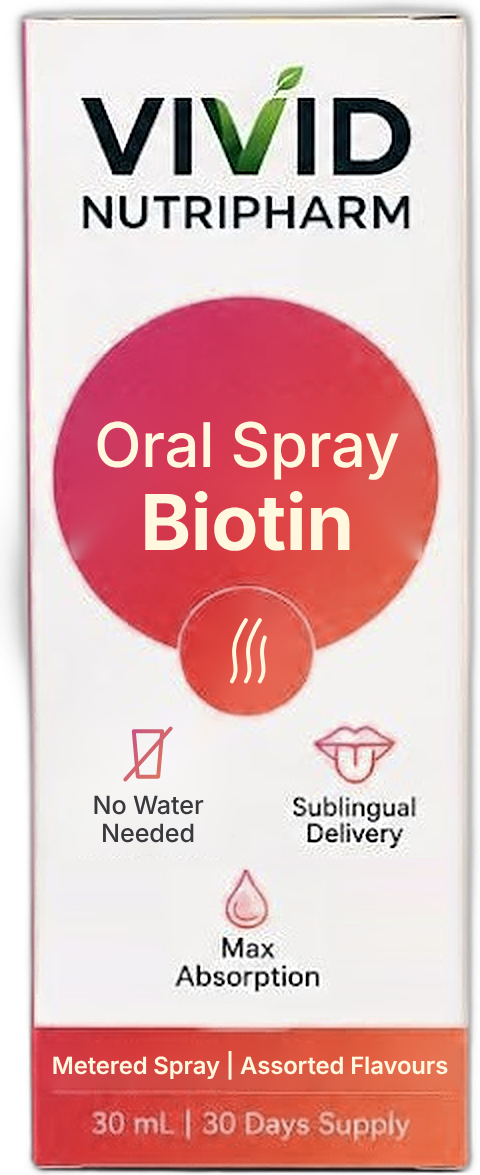 VIVID
NUTRIPHARM
Oral Spray
Biotin
No Water
Needed
Sublingual
Delivery
Max
Absorption
Metered Spray | Assorted Flavours
30 mL | 30 Days Supply